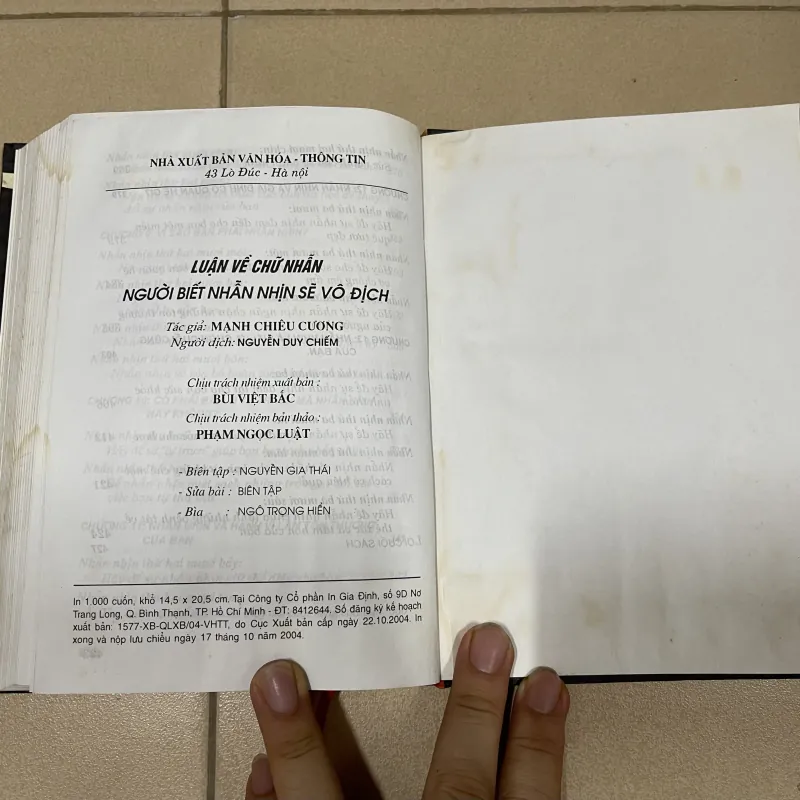 NHÀ XUẤT BẢN VĂN HÓA - THÔNG TIN
43 Lò Đúc - Hà nội
LUẬN VỀ CHỮ NHẪN
NGƯỜI BIẾT NHẪN NHỊN SẼ VÔ ĐỊCH
Tác giả: MẠNH CHIÊU CƯƠNG
Người dịch: NGUYỄN DUY CHIẾM
Chịu trách nhiệm xuất bản :
BÙI VIỆT BẮC
Chịu trách nhiệm bản thảo :
PHẠM NGỌC LUẬT
- Biên tập : NGUYỄN GIA THÁI
- Sửa bài : BIÊN TẬP
- Bìa : NGÔ TRỌNG HIỂN
In 1.000 cuốn, khổ 14,5 x 20,5 cm. Tại Công ty Cổ phần In Gia Định, số 9D Nơ
Trang Long, Q. Bình Thạnh, TP. Hồ Chí Minh - ĐT: 8412644. Số đăng ký kế hoạch
xuất bản: 1577-XB-QLXB/04-VHTT, do Cục Xuất bản cấp ngày 22.10.2004. In
xong và nộp lưu chiểu ngày 17 tháng 10 năm 2004.